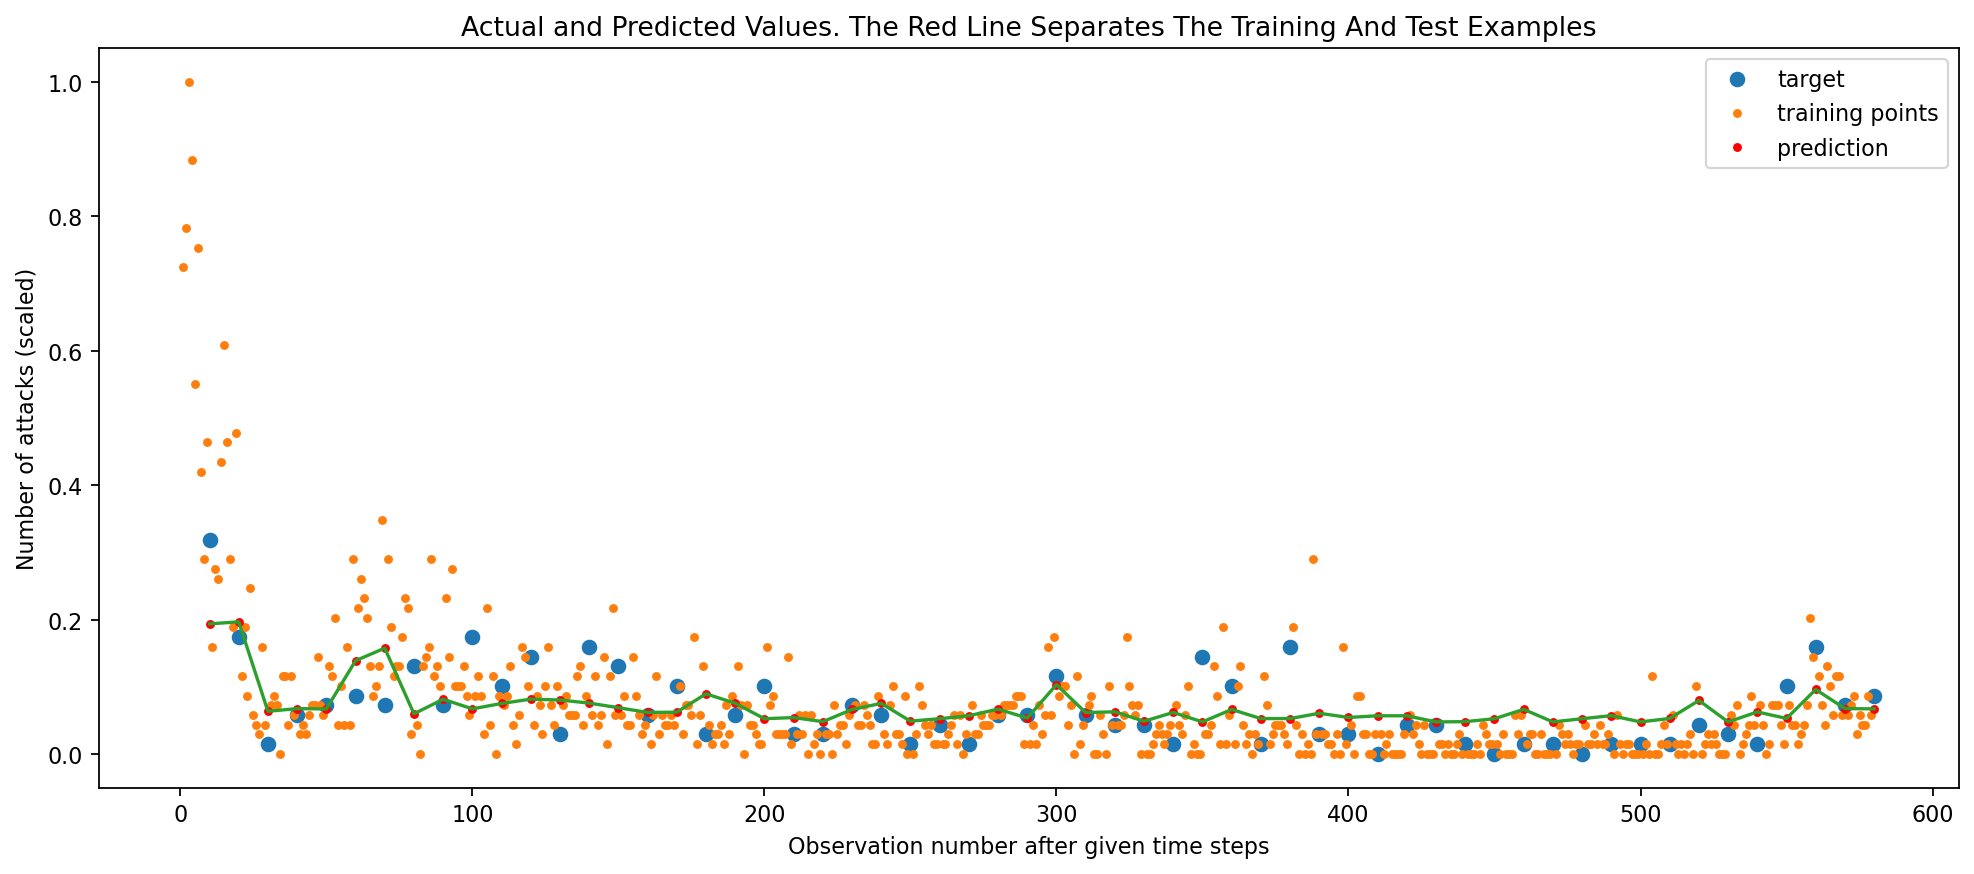 Actual and Predicted Values. The Red Line Separates The Training And Test Examples
target
training points
prediction
Number of attacks (scaled)
1.0
0.8
0.6
0.4
0.2
0.0
0 100 200 300 400 500 600
Observation number after given time steps